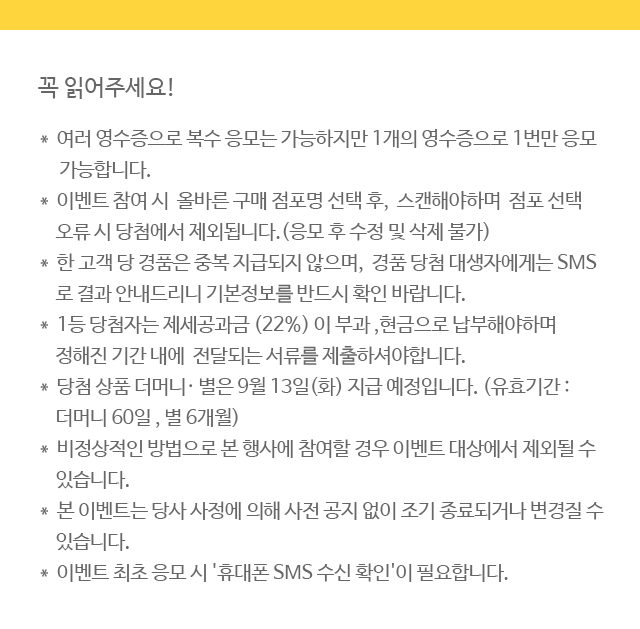 꼭 읽어주세요!
* 여러 영수증으로 복수 응모는 가능하지만 1개의 영수증으로 1번만 응모
가능합니다.
* 이벤트 참여 시 올바른 구매 점포명 선택 후, 스캔해야하며 점포 선택
오류 시 당첨에서 제외됩니다.(응모 후 수정 및 삭제 불가)
* 한 고객 당 경품은 중복 지급되지 않으며, 경품 당첨 대생자에게는 SMS
로 결과 안내드리니 기본정보를 반드시 확인 바랍니다.
* 1등 당첨자는 제세공과금 (22%) 이 부과 ,현금으로 납부해야하며
정해진 기간 내에 전달되는 서류를 제출하셔야합니다.
* 당첨 상품 더머니· 별은 9월 13일(화) 지급 예정입니다. (유효기간 :
더머니 60일 , 별 6개월)
* 비정상적인 방법으로 본 행사에 참여할 경우 이벤트 대상에서 제외될 수
있습니다.
* 본 이벤트는 당사 사정에 의해 사전 공지 없이 조기 종료되거나 변경질 수
있습니다.
* 이벤트 최초 응모 시 '휴대폰 SMS 수신 확인'이 필요합니다.